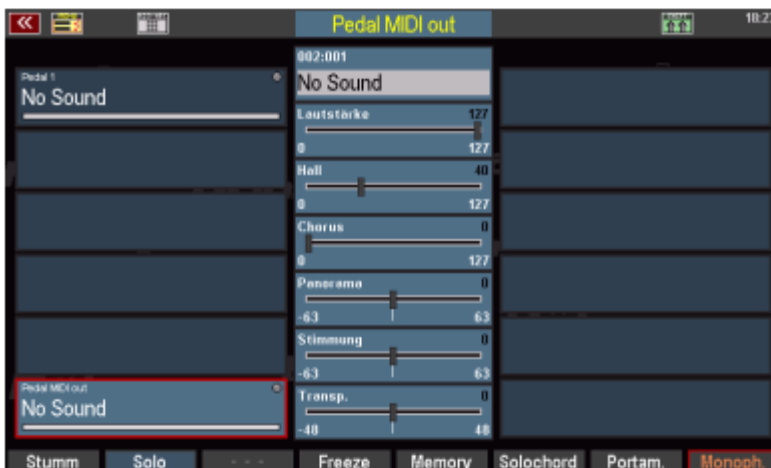 Pedal MIDI out
18:2
002:001
No Sound
Pedal 1
No Sound
Lautstärke 127
0 127
Hall 40
0 127
Chorus 0
0 127
Panorama 0
-63 63
Stimmung 0
-63 63
Pedal MIDI out
No Sound
Transp. 0
-48 48
Stumm Solo - - - Freeze Memory Solochord Portam. Monoph.